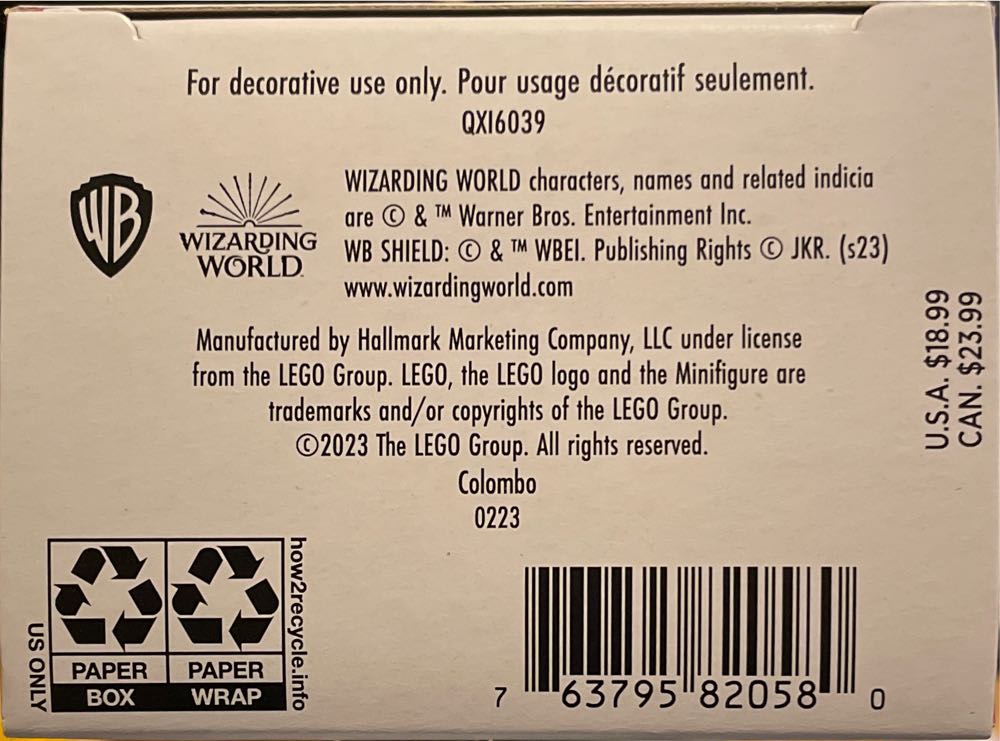 For decorative use only. Pour usage décoratif seulement.
QXI6039
WB
WIZARDING
WORLD
WIZARDING WORLD characters, names and related indicia
are © & ™ Warner Bros. Entertainment Inc.
WB SHIELD: © & ™ WBEI. Publishing Rights © JKR. (s23)
www.wizardingworld.com
Manufactured by Hallmark Marketing Company, LLC under license
from the LEGO Group. LEGO, the LEGO logo and the Minifigure are
trademarks and/or copyrights of the LEGO Group.
©2023 The LEGO Group. All rights reserved.
Colombo
0223
U.S.A. $18.99
CAN. $23.99
US ONLY
PAPER
BOX
PAPER
WRAP
how2recycle.info
7 63795 82058 0